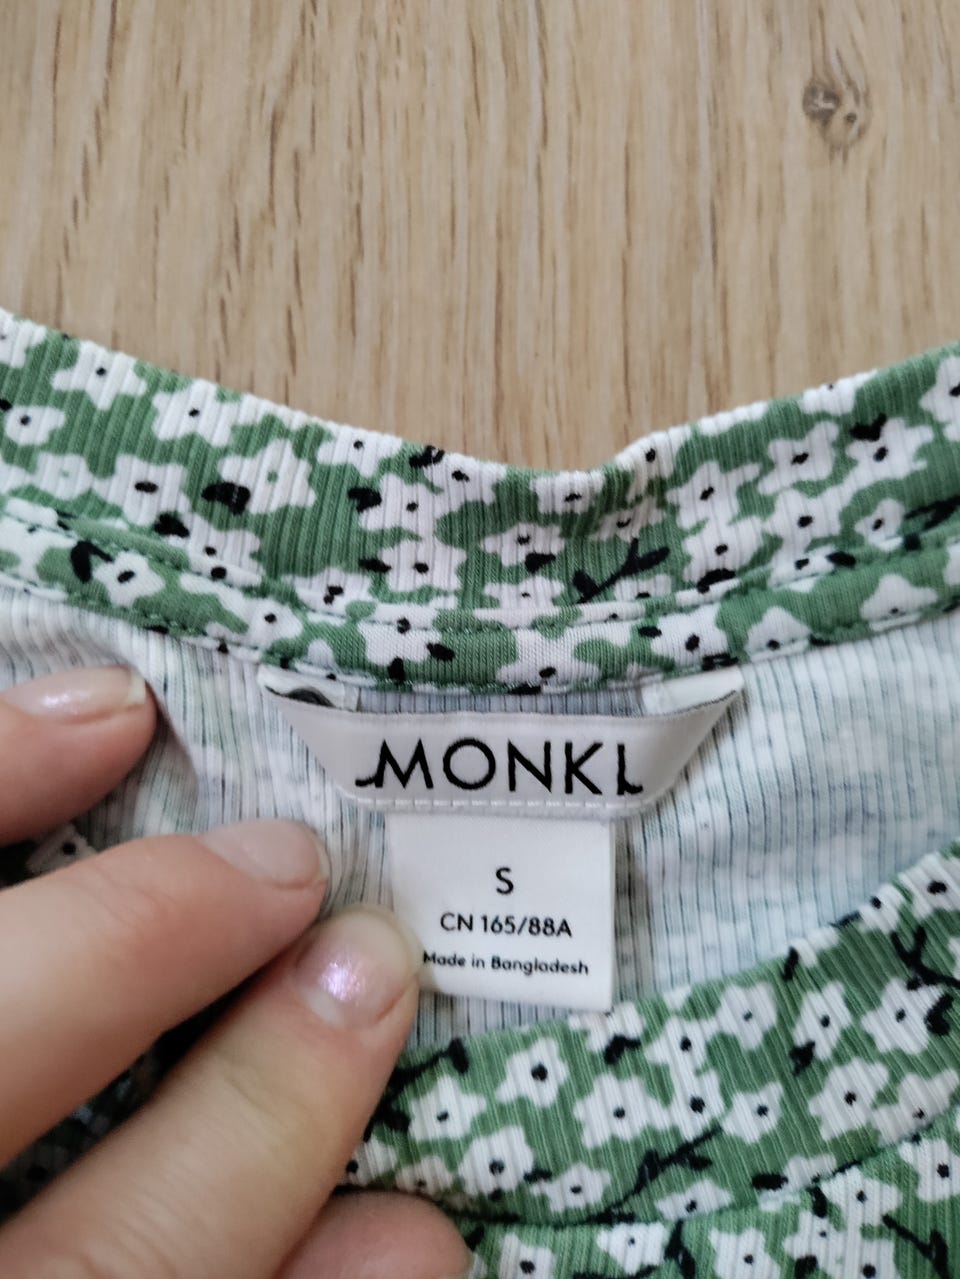 MONKI
S
CN 165/88A
Made in Bangladesh